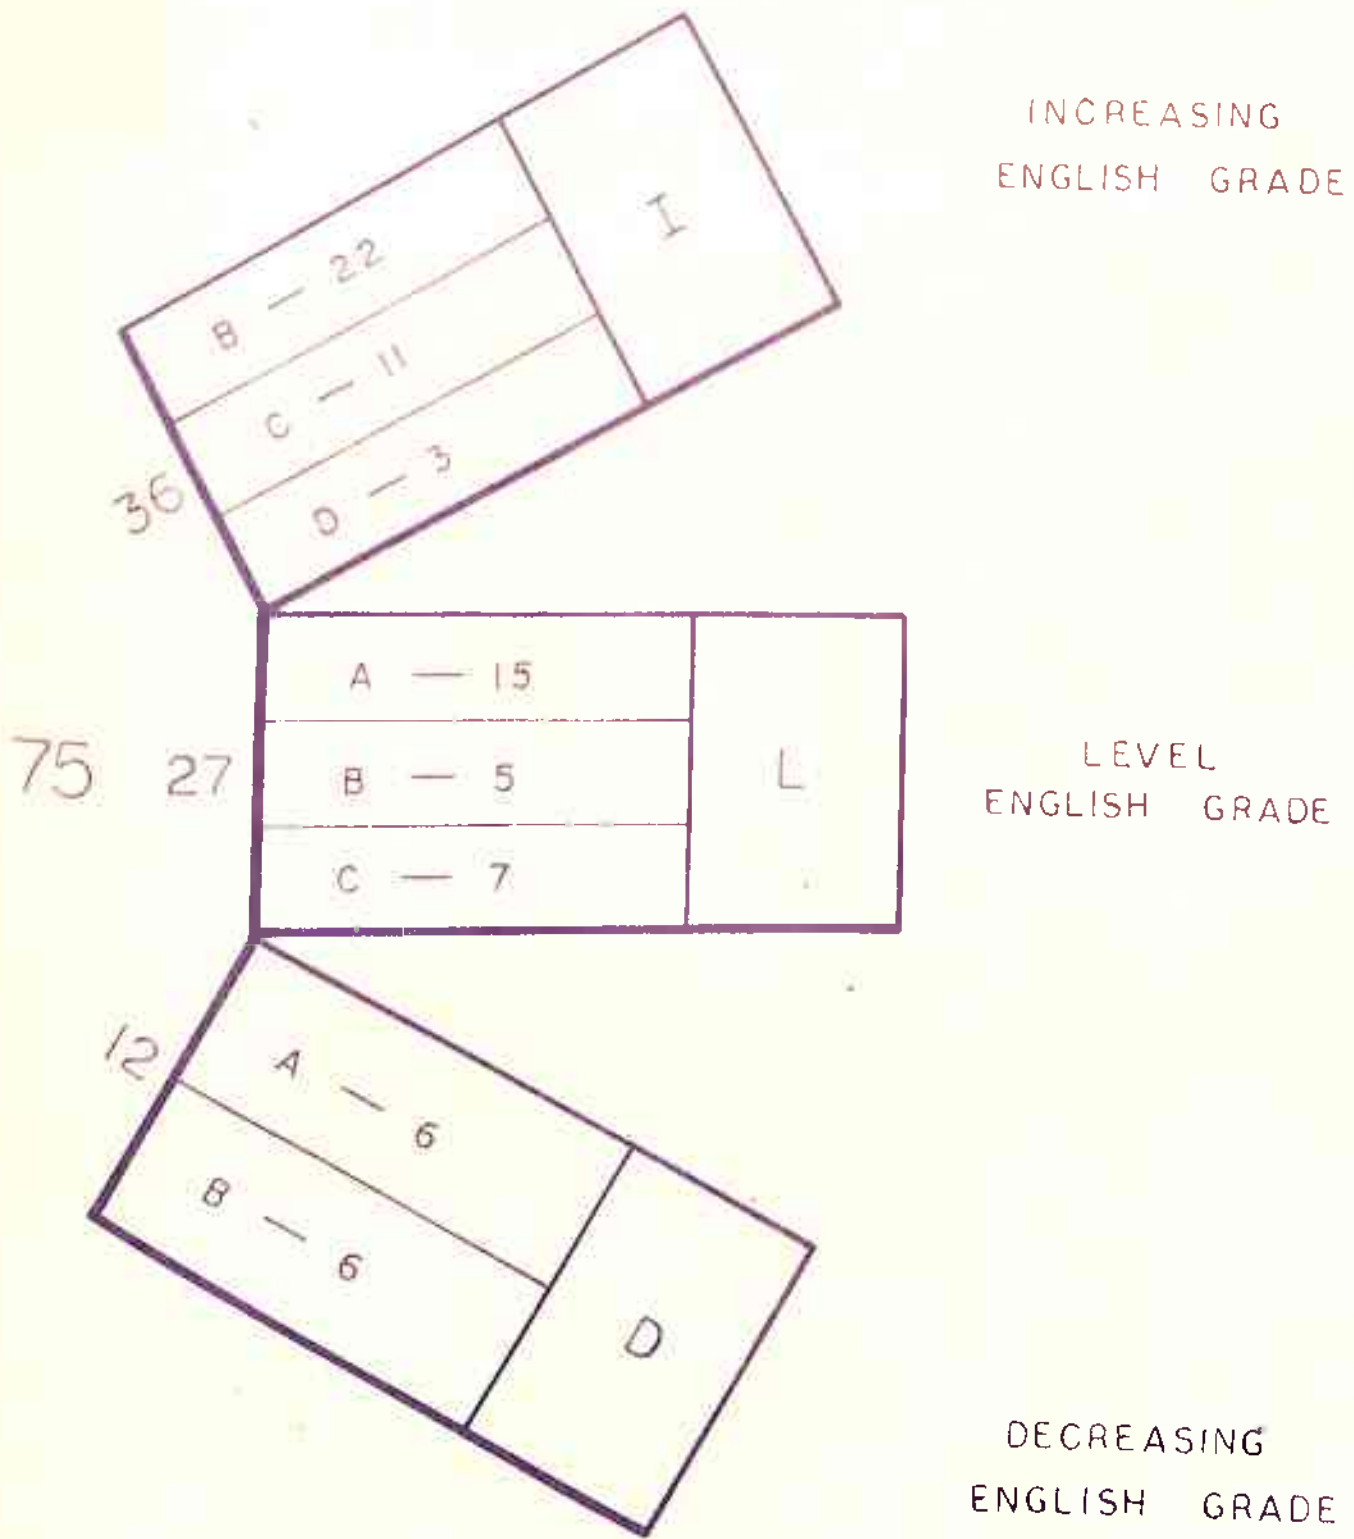 INCREASING
ENGLISH GRADE
I
B — 22
C — 11
D — 3
36
A — 15
75 27 B — 5 L
C — 7
LEVEL
ENGLISH GRADE
12
A — 6
B — 6
D
DECREASING
ENGLISH GRADE